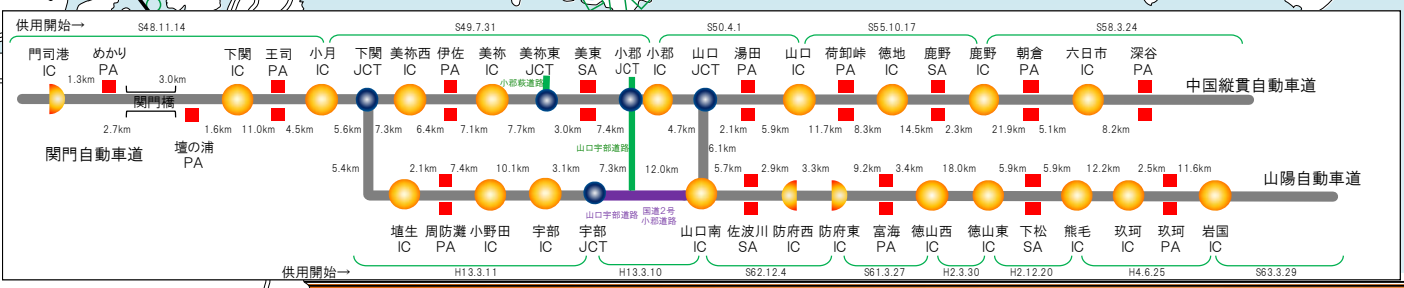 供用開始→
S48.11.14
S49.7.31
S50.4.1
S55.10.17
S58.3.24
門司港
IC
めかり
PA
下関
IC
王司
PA
小月
IC
下関
JCT
美祢西
IC
伊佐
PA
美祢
IC
美祢東
JCT
美東
SA
小郡
JCT
小郡
IC
山口
JCT
湯田
PA
山口
IC
荷卸峠
PA
徳地
IC
鹿野
SA
鹿野
IC
朝倉
PA
六日市
IC
深谷
PA
小郡萩道路
1.3km
3.0km
中国縦貫自動車道
関門橋
2.7km
1.6km
11.0km
4.5km
5.6km
7.3km
6.4km
7.1km
7.7km
3.0km
7.4km
4.7km
2.1km
5.9km
11.7km
8.3km
14.5km
2.3km
21.9km
5.1km
8.2km
関門自動車道
壇の浦
PA
山口宇部道路
6.1km
5.4km
2.1km
7.4km
10.1km
3.1km
7.3km
12.0km
5.7km
2.9km
3.3km
9.2km
3.4km
18.0km
5.9km
5.9km
12.2km
2.5km
11.6km
山陽自動車道
山口宇部道路
国道2号
小郡道路
埴生
IC
周防灘
PA
小野田
IC
宇部
IC
宇部
JCT
山口南
IC
佐波川
SA
防府西
IC
防府東
IC
富海
PA
徳山西
IC
徳山東
IC
下松
SA
熊毛
IC
玖珂
IC
玖珂
PA
岩国
IC
供用開始→
H13.3.11
H13.3.10
S62.12.4
S61.3.27
H2.3.30
H2.12.20
H4.6.25
S63.3.29